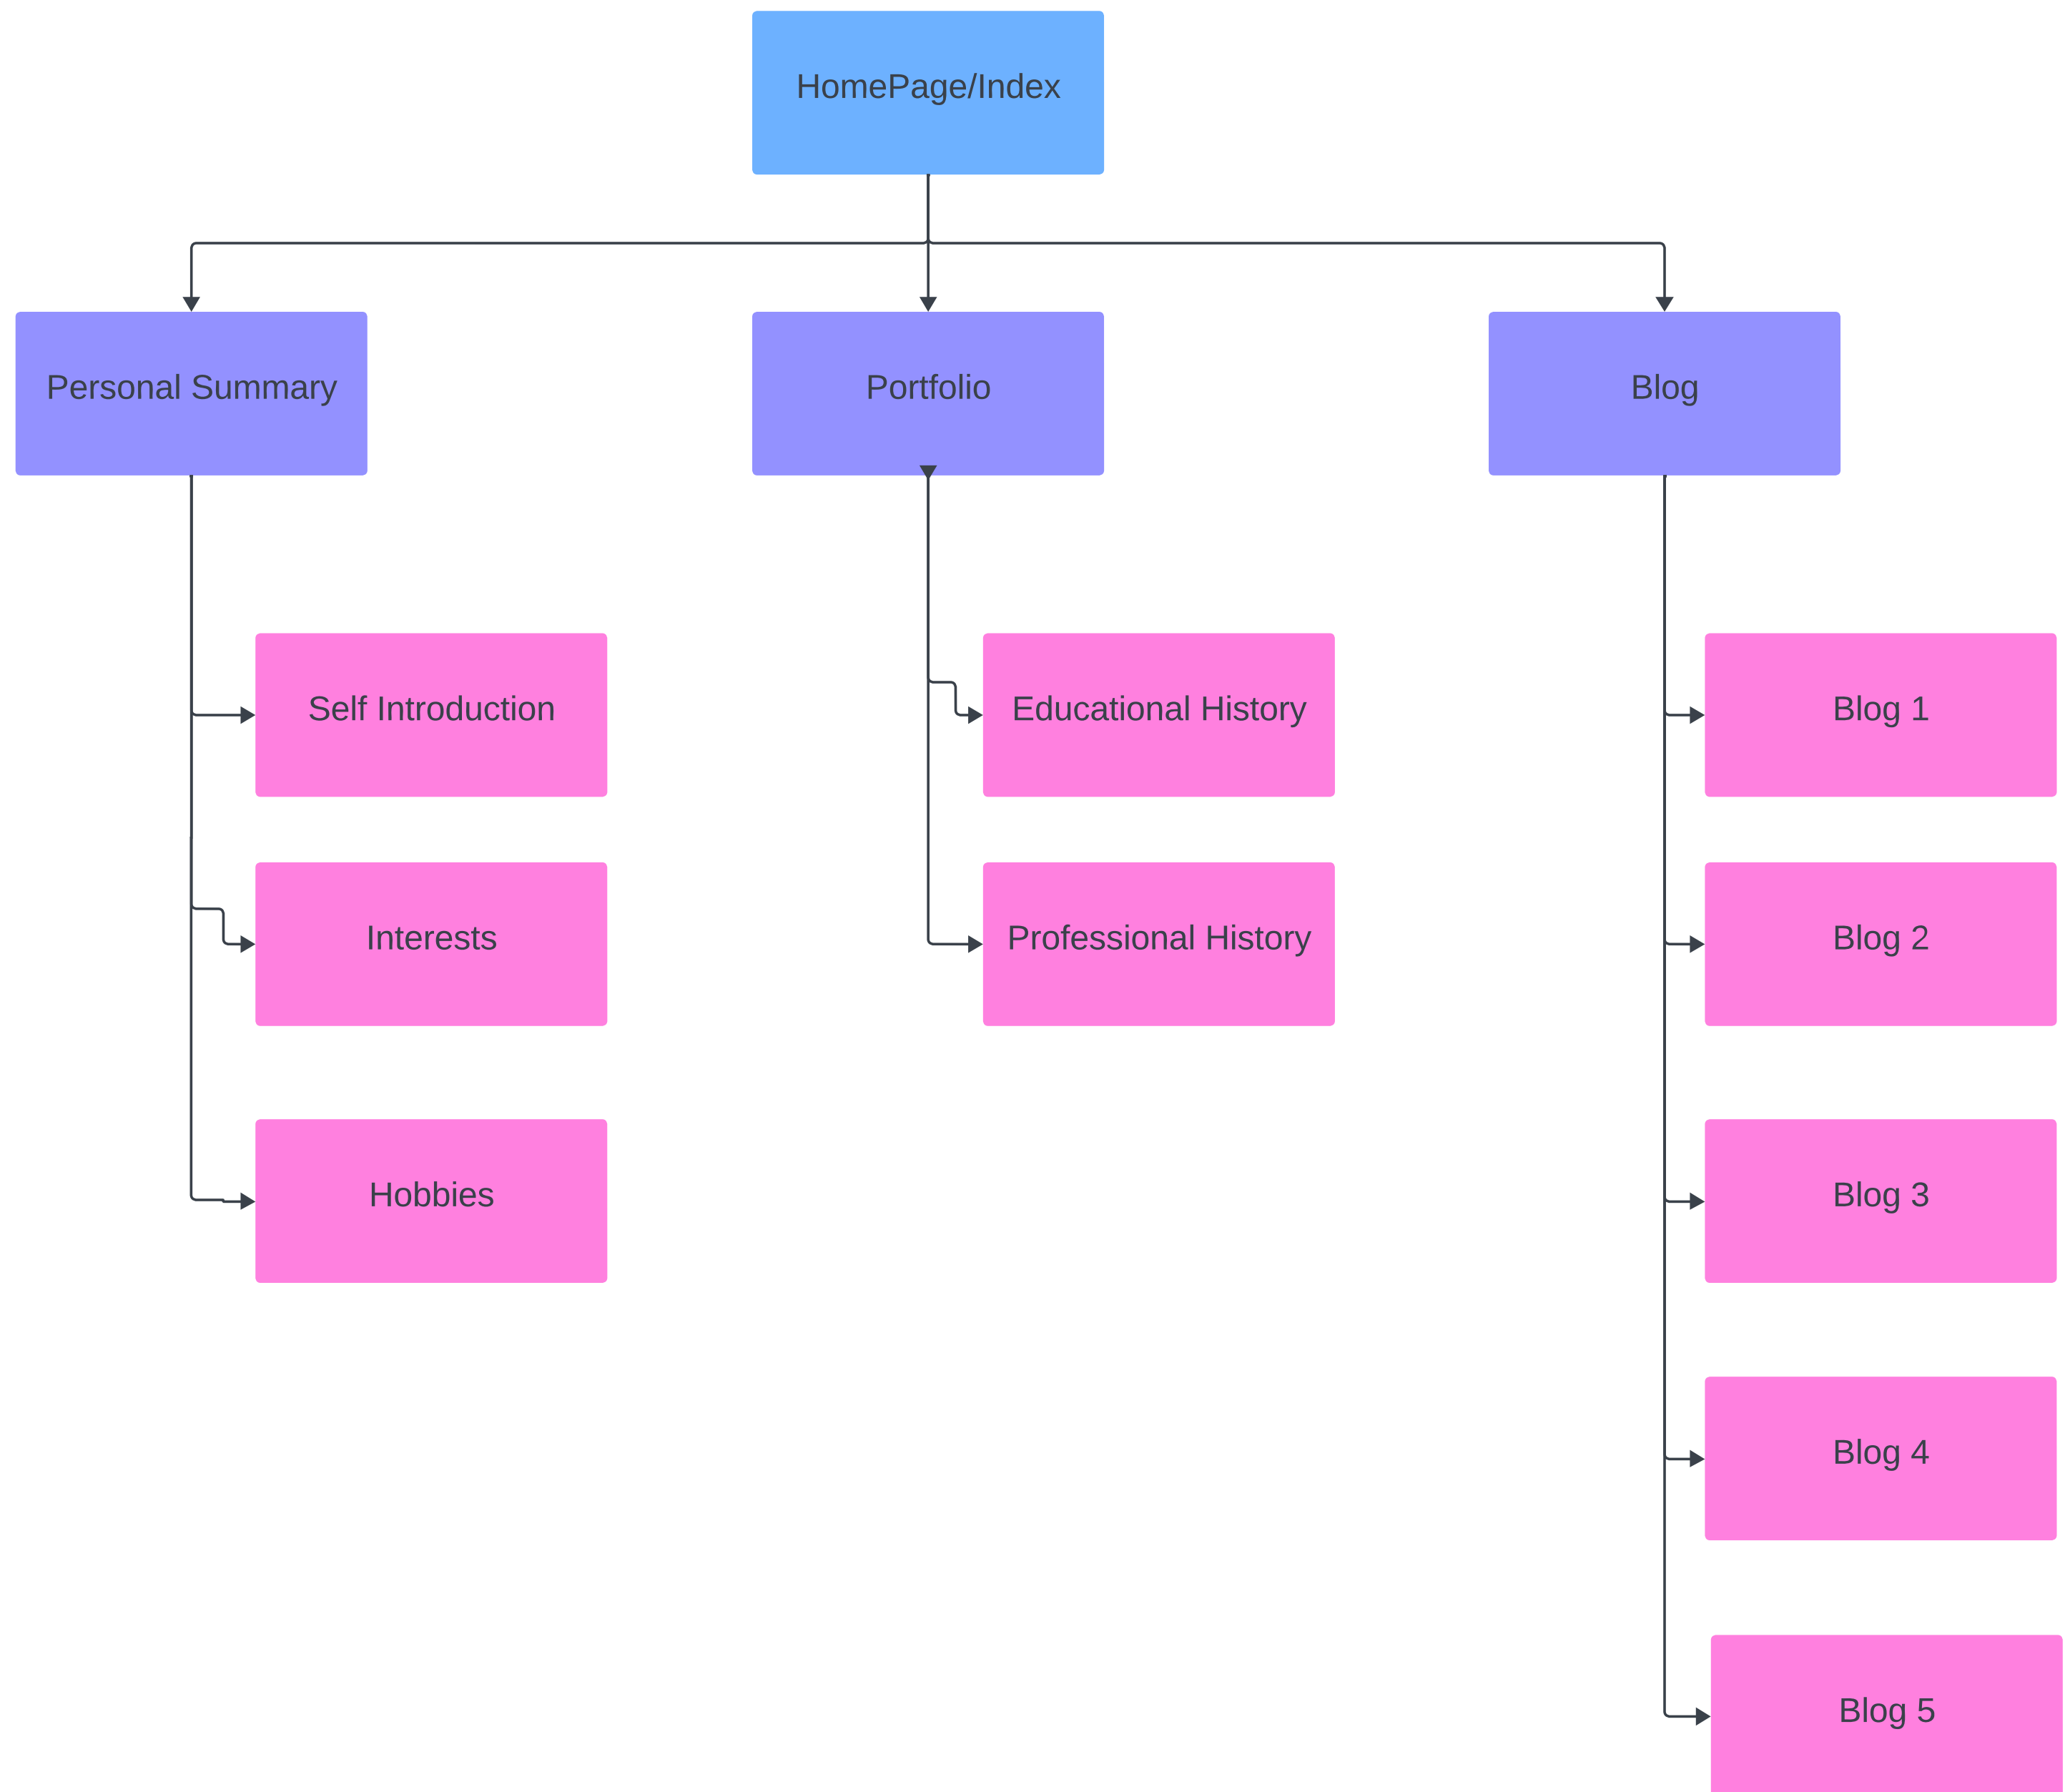 HomePage/Index
Personal Summary
Portfolio
Blog
Self Introduction
Educational History
Blog 1
Interests
Professional History
Blog 2
Hobbies
Blog 3
Blog 4
Blog 5